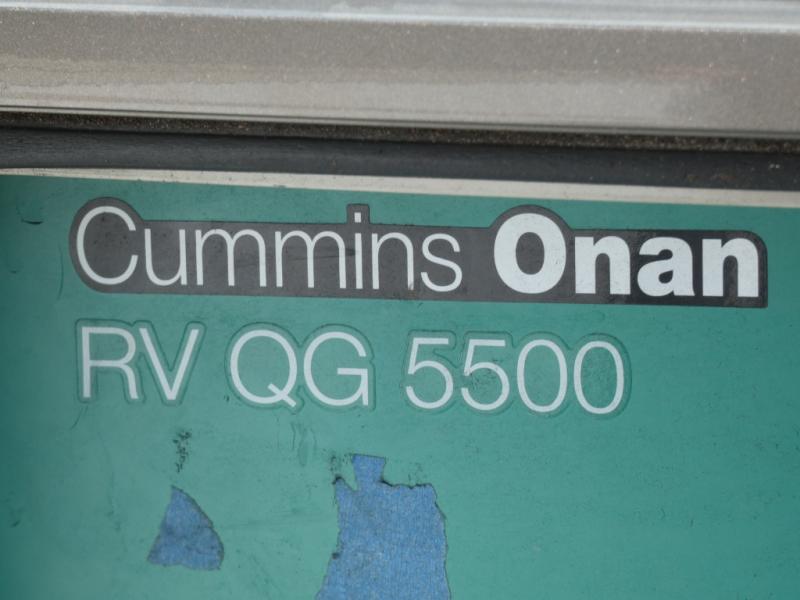 Cummins Onan
RV QG 5500